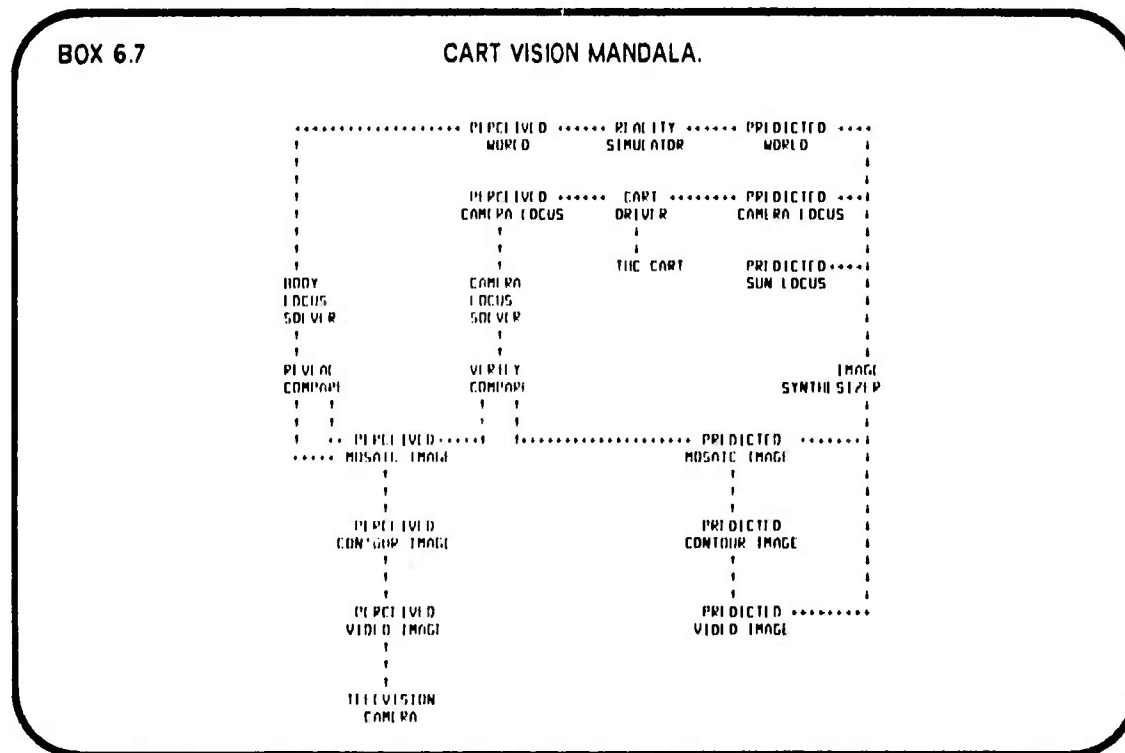 BOX 6.7 CART VISION MANDALA.
PERCEIVED REALITY PREDICTED
WORLD SIMULATOR WORLD
PERCEIVED CART PREDICTED
CAMERA LOCUS DRIVER CAMERA LOCUS
THE CART PREDICTED
SUN LOCUS
BODY CAMERA
LOCUS LOCUS
SOLVER SOLVER
REVEAL VERIFY IMAGE
COMPARE COMPARE SYNTHESIZER
PERCEIVED PREDICTED
MOSAIC IMAGE MOSAIC IMAGE
PERCEIVED PREDICTED
CONTOUR IMAGE CONTOUR IMAGE
PERCEIVED PREDICTED
VIDEO IMAGE VIDEO IMAGE
TELEVISION
CAMERA